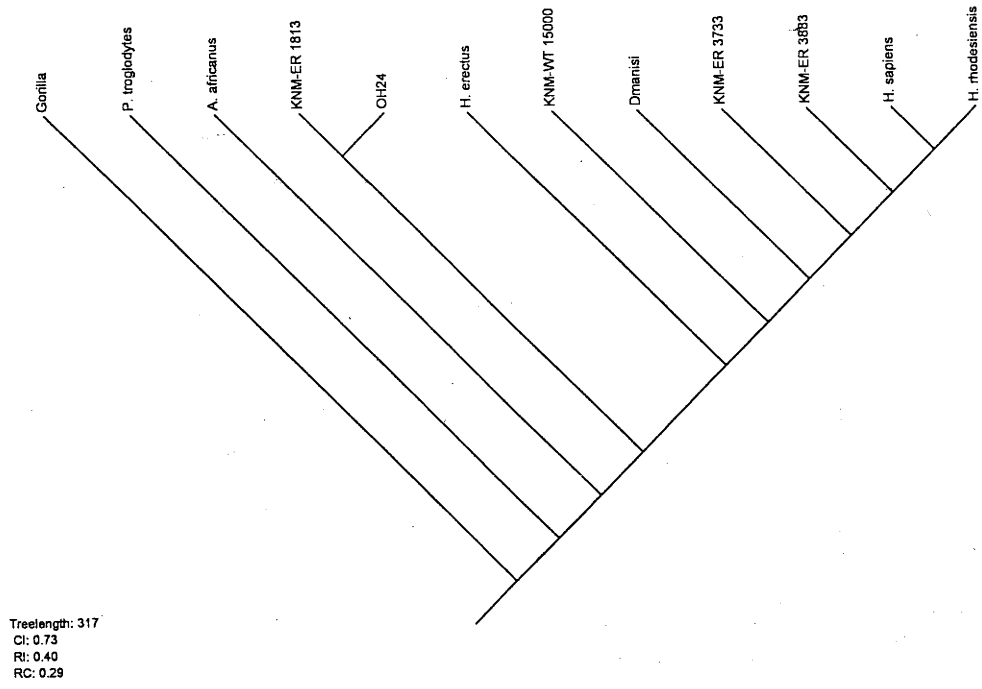 Gorilla
P. troglodytes
A. africanus
KNM-ER 1813
OH24
H. erectus
KNM-WT 15000
Dmanisi
KNM-ER 3733
KNM-ER 3883
H. sapiens
H. rhodesiensis
Treelength: 317
CI: 0.73
RI: 0.40
RC: 0.29